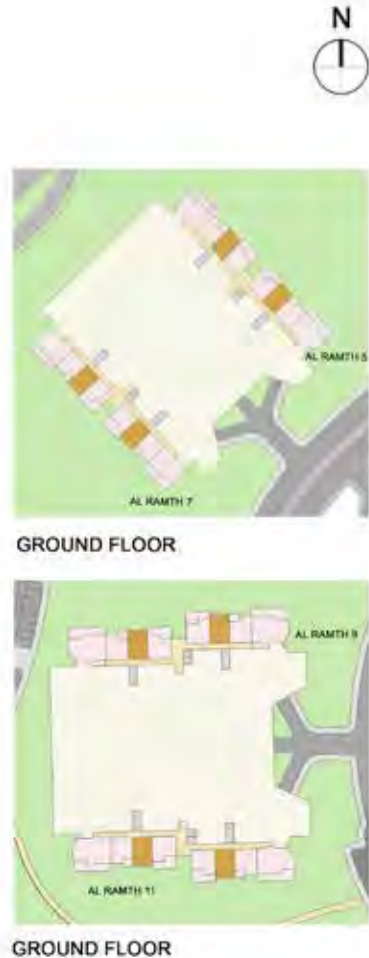 N
AL RAMTH 5
AL RAMTH 7
GROUND FLOOR
AL RAMTH 9
AL RAMTH 11
GROUND FLOOR